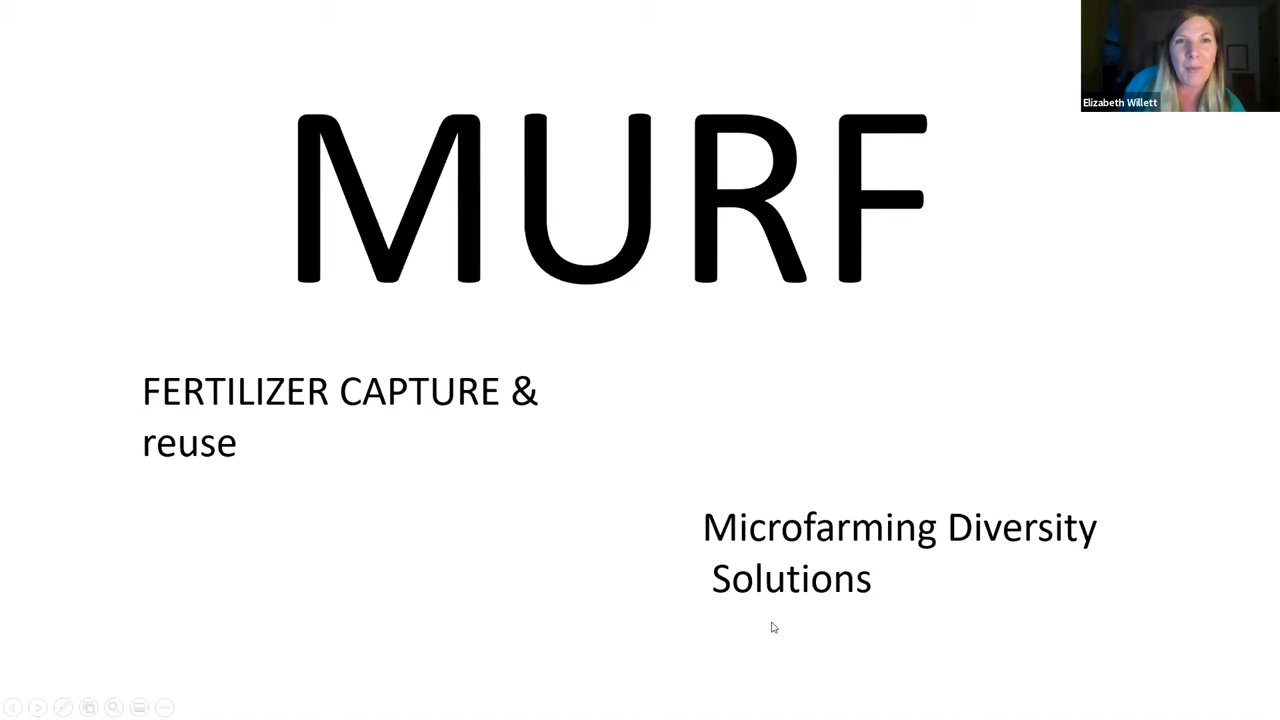 Elizabeth Willett
MURF
FERTILIZER CAPTURE &
reuse
Microfarming Diversity
Solutions